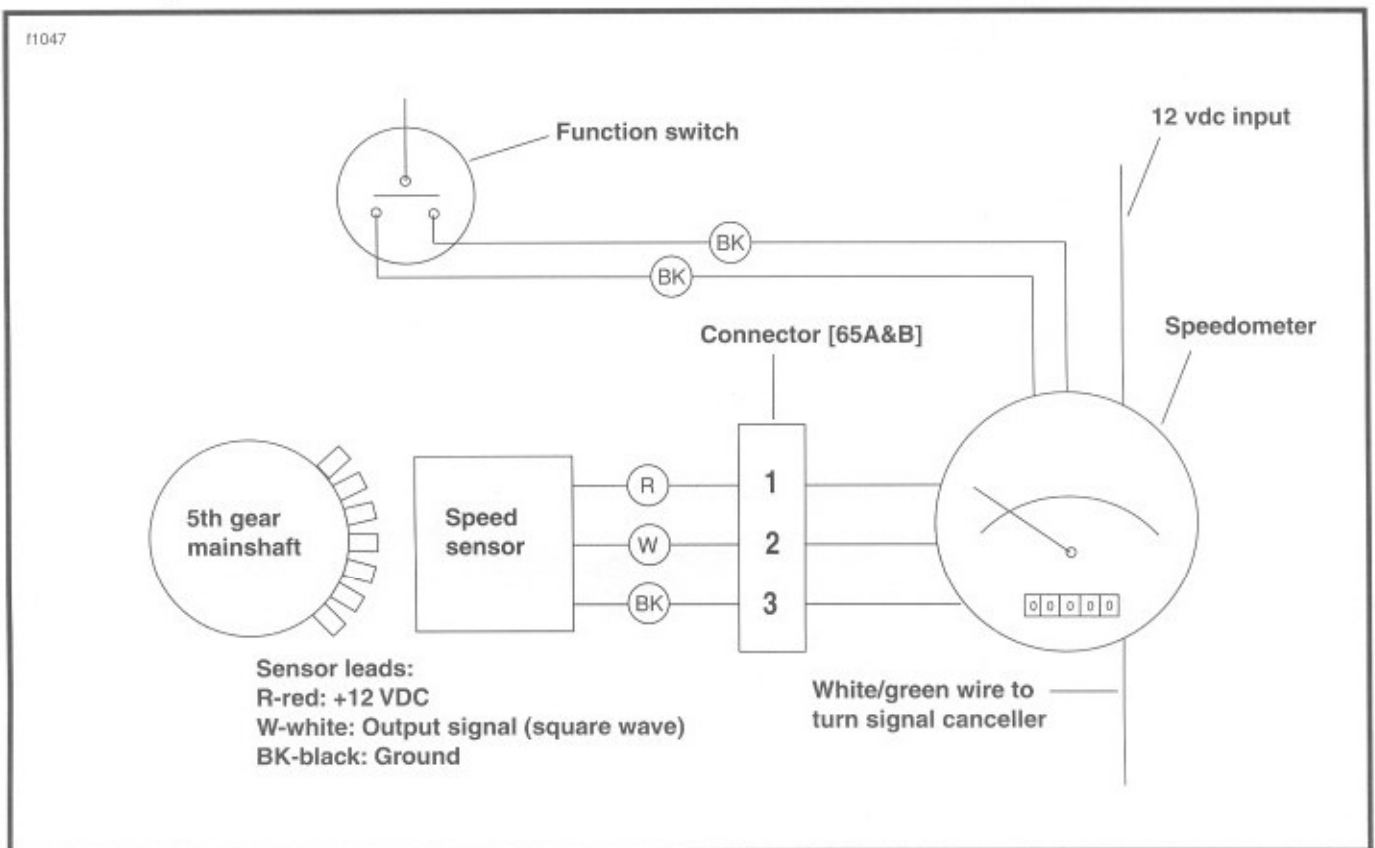 f1047
Function switch
12 vdc input
BK
BK
Connector [65A&B]
Speedometer
5th gear
mainshaft
Speed
sensor
R
1
W
2
BK
3
00000
Sensor leads:
R-red: +12 VDC
W-white: Output signal (square wave)
BK-black: Ground
White/green wire to
turn signal canceller